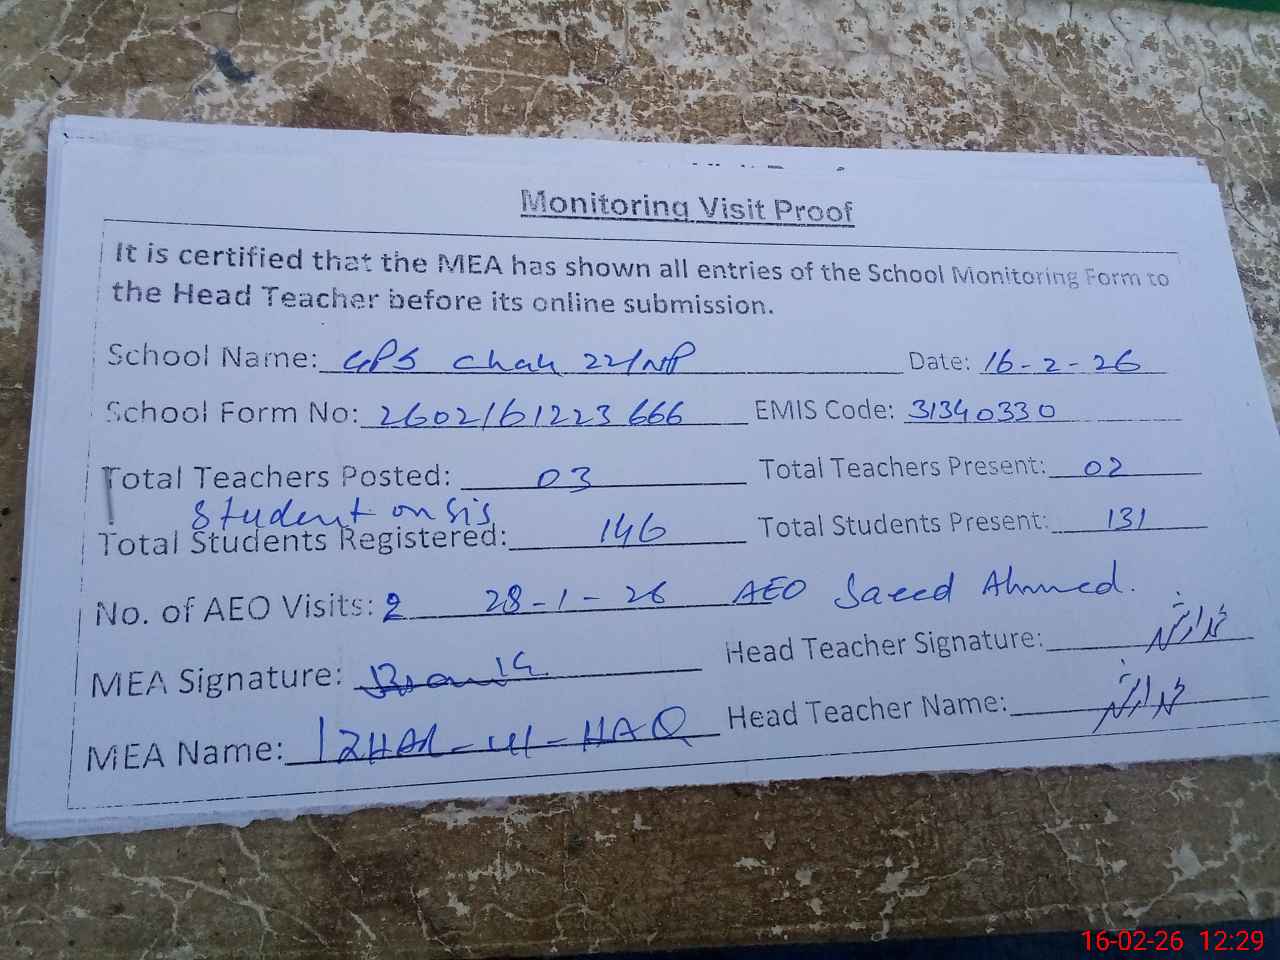 Monitoring Visit Proof
It is certified that the MEA has shown all entries of the School Monitoring Form to
the Head Teacher before its online submission.
School Name: GPS Chak 22/NP Date: 16-2-26
School Form No: 2602161223666 EMIS Code: 31340330
Total Teachers Posted: 03 Total Teachers Present: 02
Student on sis
Total Students Registered: 146 Total Students Present: 131
No. of AEO Visits: 2 28-1-26 AEO Saeed Ahmed.
MEA Signature: Head Teacher Signature:
MEA Name: IZHAR-UL-HAQ Head Teacher Name:
16-02-26 12:29